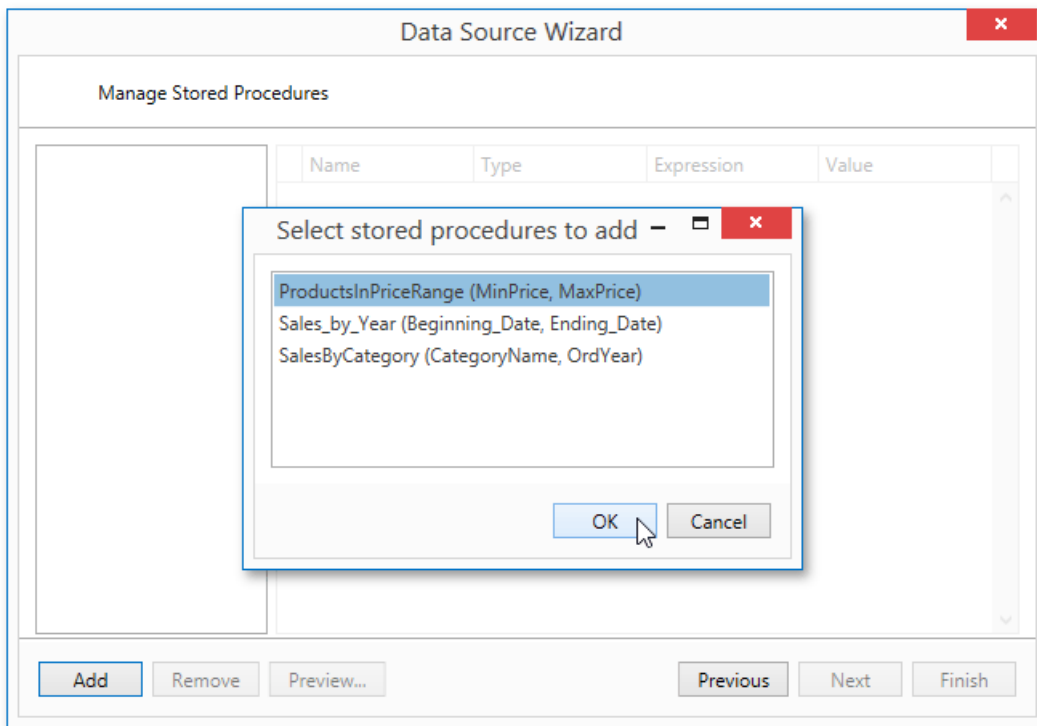 Data Source Wizard
Manage Stored Procedures
Name Type Expression Value
Select stored procedures to add
ProductsInPriceRange (MinPrice, MaxPrice)
Sales_by_Year (Beginning_Date, Ending_Date)
SalesByCategory (CategoryName, OrdYear)
OK Cancel
Add Remove Preview... Previous Next Finish